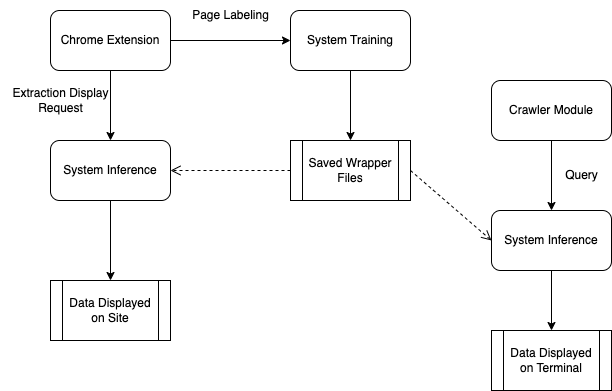 Page Labeling
Chrome Extension
System Training
Extraction Display
Request
Crawler Module
System Inference
Saved Wrapper
Files
Query
System Inference
Data Displayed
on Site
Data Displayed
on Terminal